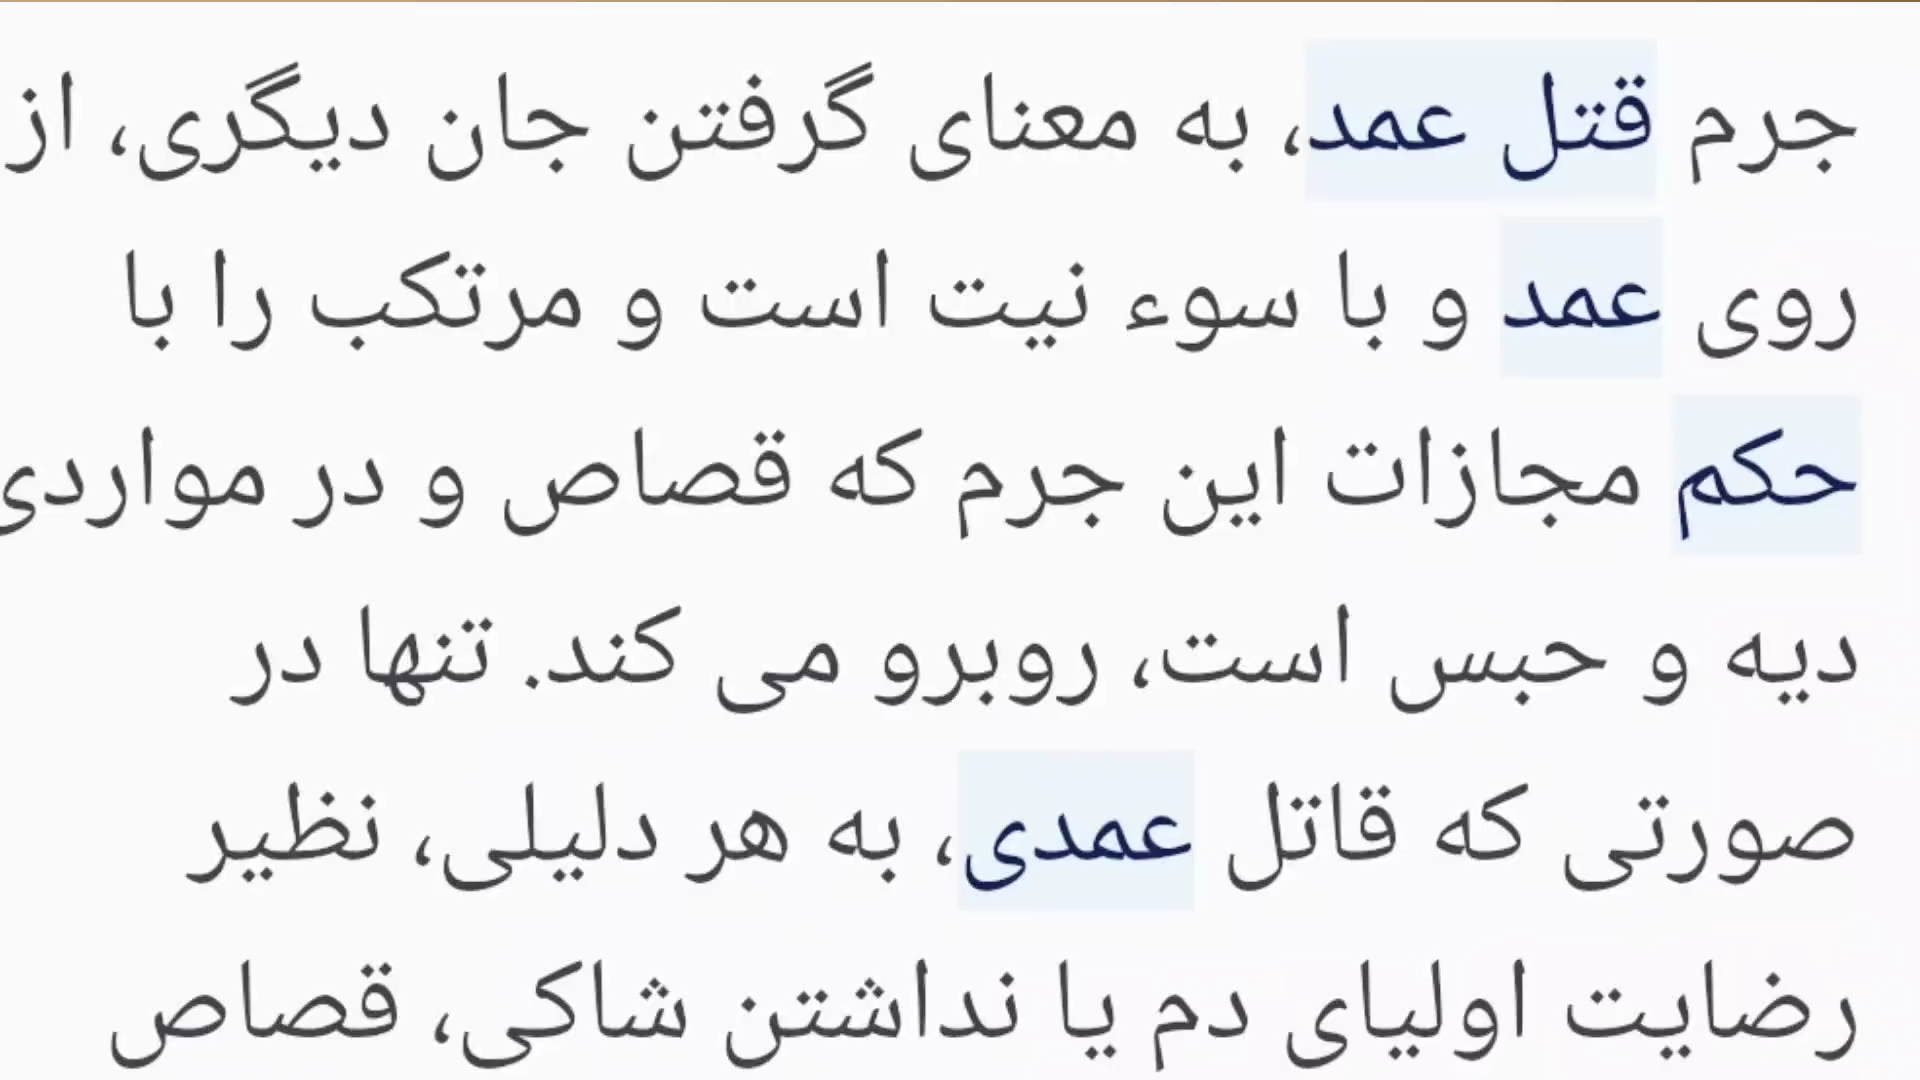 جرم قتل عمد، به معنای گرفتن جان دیگری، از
روی عمد و با سوء نیت است و مرتکب را با
حکم مجازات این جرم که قصاص و در مواردی
دیه و حبس است، روبرو می کند. تنها در
صورتی که قاتل عمدی، به هر دلیلی، نظیر
رضایت اولیای دم یا نداشتن شاکی، قصاص